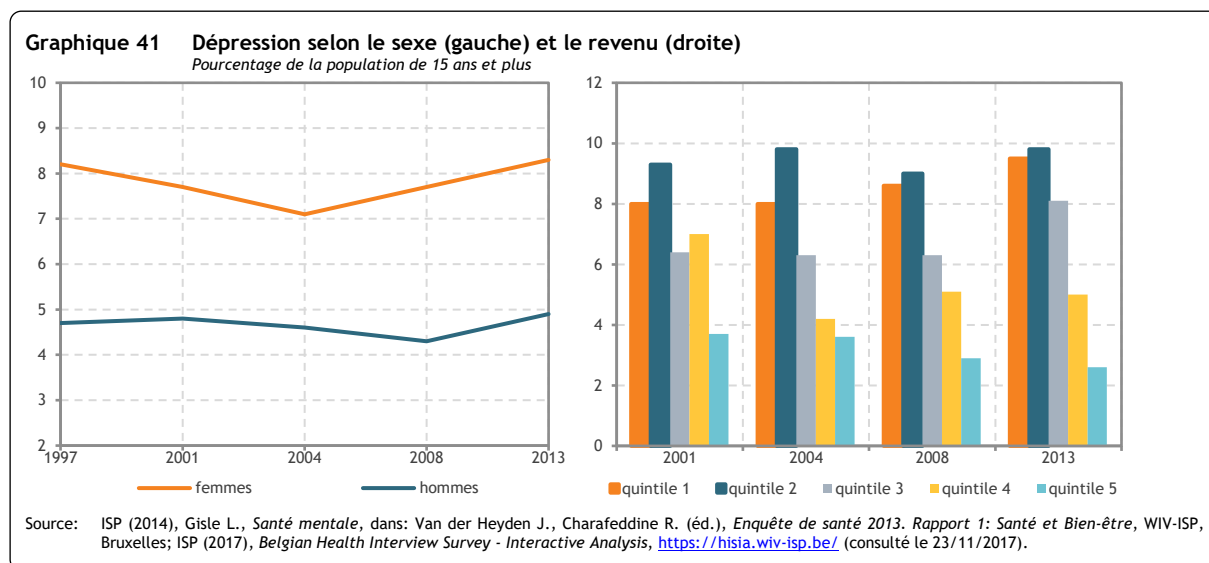 Graphique 41 Dépression selon le sexe (gauche) et le revenu (droite)
Pourcentage de la population de 15 ans et plus
10
9
8
7
6
5
4
3
2
1997 2001 2004 2008 2013
femmes hommes
12
10
8
6
4
2
0
2001 2004 2008 2013
quintile 1 quintile 2 quintile 3 quintile 4 quintile 5
Source: ISP (2014), Gisle L., Santé mentale, dans: Van der Heyden J., Charafeddine R. (éd.), Enquête de santé 2013. Rapport 1: Santé et Bien-être, WIV-ISP,
Bruxelles; ISP (2017), Belgian Health Interview Survey - Interactive Analysis, https://hisia.wiv-isp.be/ (consulté le 23/11/2017).